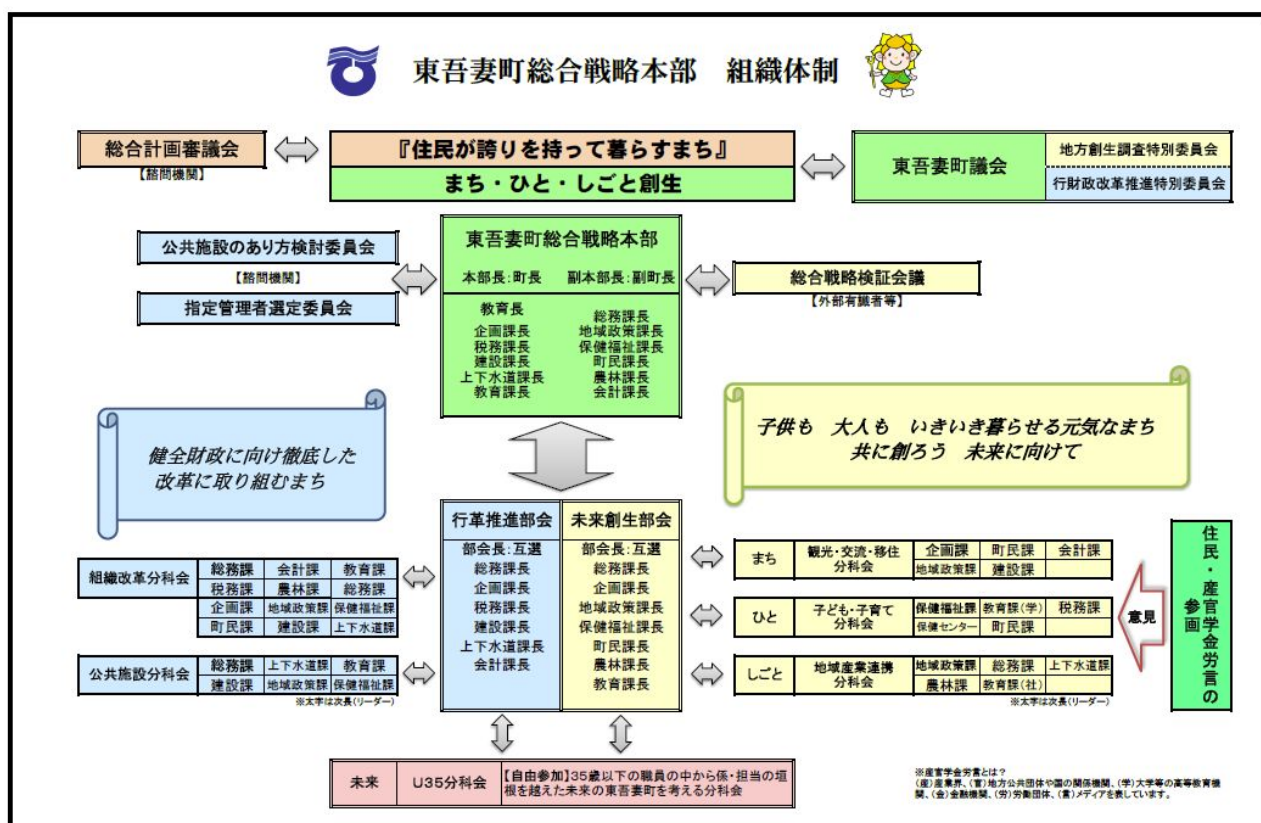 東吾妻町総合戦略本部 組織体制
総合計画審議会
【諮問機関】
『住民が誇りを持って暮らすまち』
まち・ひと・しごと創生
東吾妻町議会
地方創生調査特別委員会
行財政改革推進特別委員会
公共施設のあり方検討委員会
【諮問機関】
指定管理者選定委員会
東吾妻町総合戦略本部
本部長:町長 副本部長:副町長
教育長
企画課長
税務課長
建設課長
上下水道課長
教育課長
総務課長
地域政策課長
保健福祉課長
町民課長
農林課長
会計課長
総合戦略検証会議
【外部有識者等】
健全財政に向け徹底した
改革に取り組むまち
子供も 大人も いきいき暮らせる元気なまち
共に創ろう 未来に向けて
行革推進部会
部会長:互選
総務課長
企画課長
税務課長
建設課長
上下水道課長
会計課長
未来創生部会
部会長:互選
総務課長
企画課長
地域政策課長
保健福祉課長
町民課長
農林課長
教育課長
組織改革分科会
総務課 会計課 教育課
税務課 農林課 総務課
企画課 地域政策課 保健福祉課
町民課 建設課 上下水道課
公共施設分科会
総務課 上下水道課 教育課
建設課 地域政策課 保健福祉課
※太字は次長(リーダー)
まち 観光・交流・移住
分科会
企画課 町民課 会計課
地域政策課 建設課
ひと 子ども・子育て
分科会
保健福祉課 教育課(学) 税務課
保健センター 町民課
しごと 地域産業連携
分科会
地域政策課 総務課 上下水道課
農林課 教育課(社)
※太字は次長(リーダー)
意見
住民・産官学金労言の
参画
未来 U35分科会
【自由参加】35歳以下の職員の中から係・担当の垣
根を越えた未来の東吾妻町を考える分科会
※産官学金労言とは?
(産)産業界、(官)地方公共団体や国の関係機関、(学)大学等の高等教育機
関、(金)金融機関、(労)労働団体、(言)メディアを表しています。